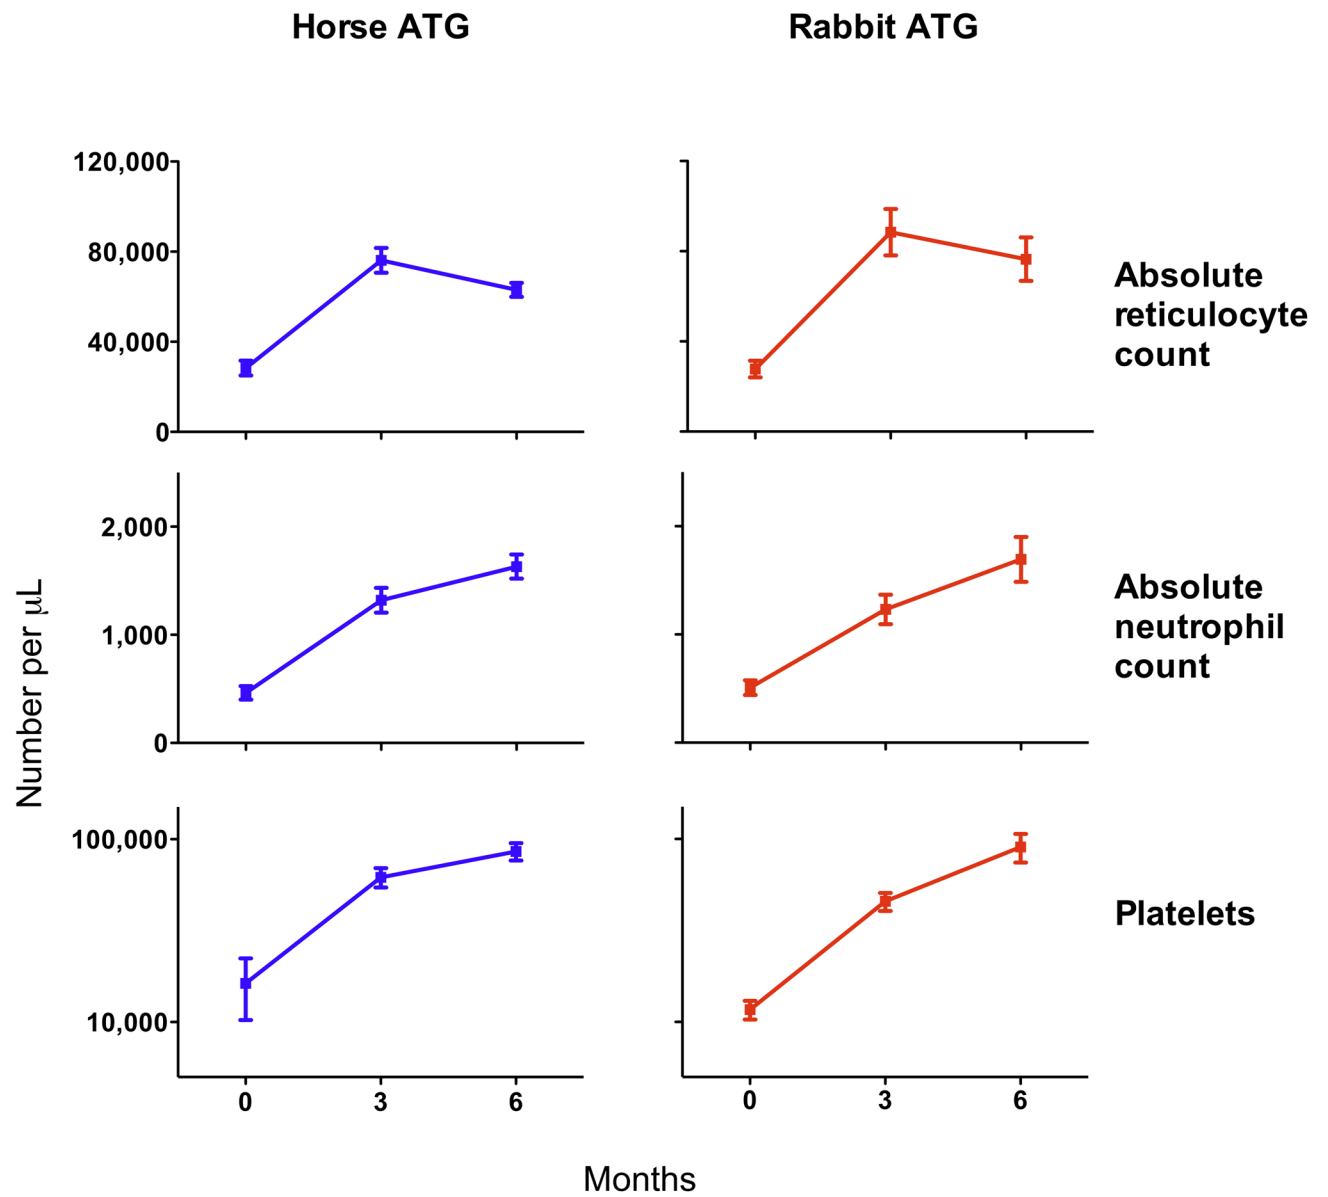 Horse ATG
Rabbit ATG
120,000
80,000
40,000
0
Absolute
reticulocyte
count
2,000
1,000
0
Absolute
neutrophil
count
Number per μL
100,000
10,000
Platelets
0 3 6
0 3 6
Months